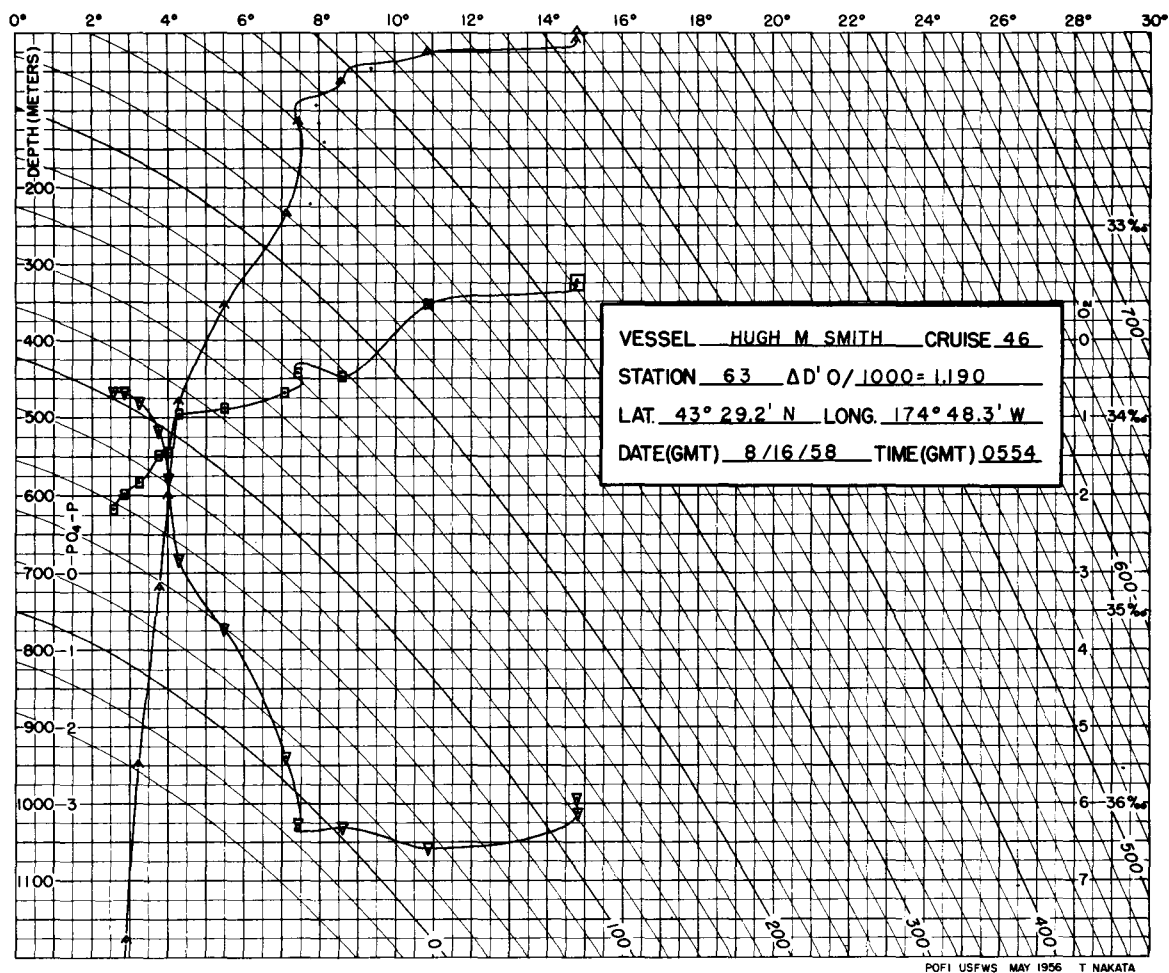 0° 2° 4° 6° 8° 10° 12° 14° 16° 18° 20° 22° 24° 26° 28° 30°
DEPTH (METERS)
200
33‰
300
O₂
700
400
0
VESSEL HUGH M SMITH CRUISE 46
STATION 63 ΔD'0/1000= 1.190
LAT. 43° 29.2' N LONG. 174° 48.3' W
DATE(GMT) 8/16/58 TIME(GMT) 0554
500
1
34‰
600
2
PO₄-P
700
0
3
600
35‰
800
1
4
900
2
1000
3
6
36‰
500
1100
7
0 100 200 300 400
POFI USFWS MAY 1956 T NAKATA